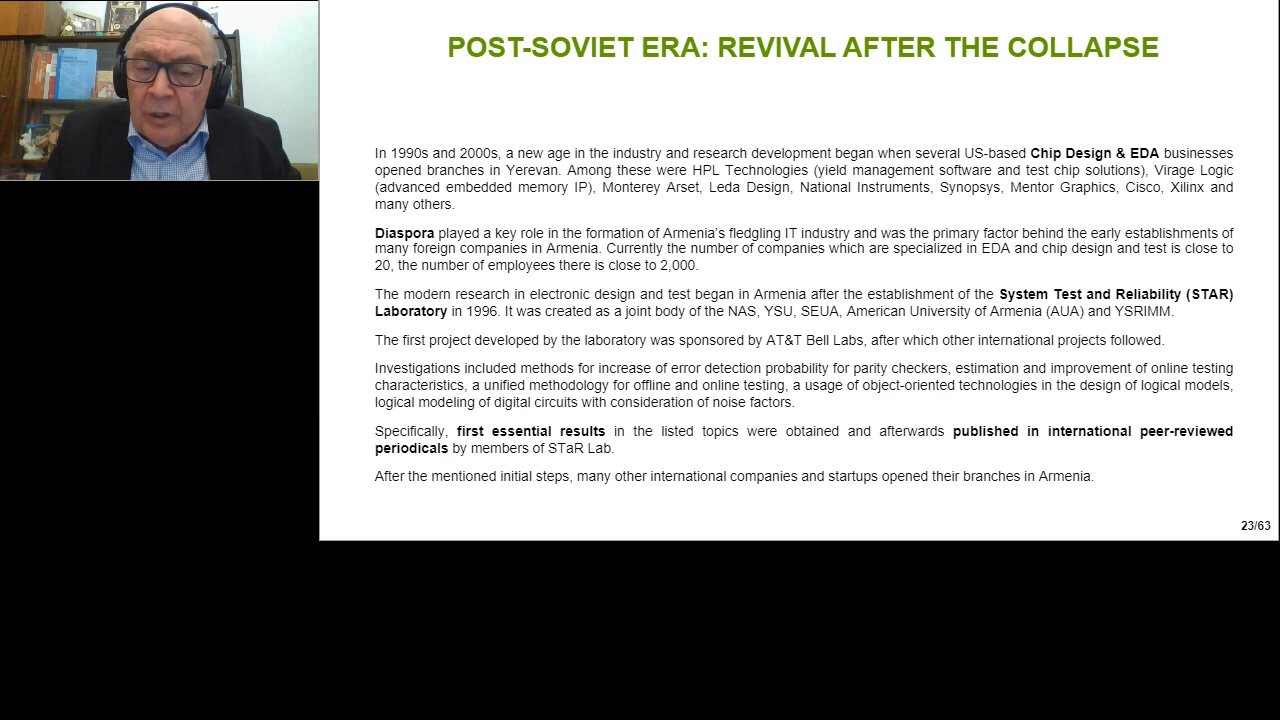 POST-SOVIET ERA: REVIVAL AFTER THE COLLAPSE
In 1990s and 2000s, a new age in the industry and research development began when several US-based Chip Design & EDA businesses
opened branches in Yerevan. Among these were HPL Technologies (yield management software and test chip solutions), Virage Logic
(advanced embedded memory IP), Monterey Arset, Leda Design, National Instruments, Synopsys, Mentor Graphics, Cisco, Xilinx and
many others.
Diaspora played a key role in the formation of Armenia's fledgling IT industry and was the primary factor behind the early establishments of
many foreign companies in Armenia. Currently the number of companies which are specialized in EDA and chip design and test is close to
20, the number of employees there is close to 2,000.
The modern research in electronic design and test began in Armenia after the establishment of the System Test and Reliability (STAR)
Laboratory in 1996. It was created as a joint body of the NAS, YSU, SEUA, American University of Armenia (AUA) and YSRIMM.
The first project developed by the laboratory was sponsored by AT&T Bell Labs, after which other international projects followed.
Investigations included methods for increase of error detection probability for parity checkers, estimation and improvement of online testing
characteristics, a unified methodology for offline and online testing, a usage of object-oriented technologies in the design of logical models,
logical modeling of digital circuits with consideration of noise factors.
Specifically, first essential results in the listed topics were obtained and afterwards published in international peer-reviewed
periodicals by members of STaR Lab.
After the mentioned initial steps, many other international companies and startups opened their branches in Armenia.
23/63